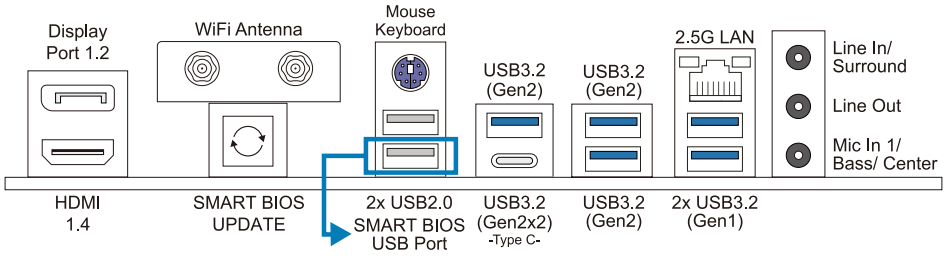 Display
Port 1.2
WiFi Antenna
Mouse
Keyboard
USB3.2
(Gen2)
USB3.2
(Gen2)
2.5G LAN
Line In/
Surround
Line Out
Mic In 1/
Bass/ Center
HDMI
1.4
SMART BIOS
UPDATE
2x USB2.0
SMART BIOS
USB Port
USB3.2
(Gen2x2)
-Type C-
USB3.2
(Gen2)
2x USB3.2
(Gen1)